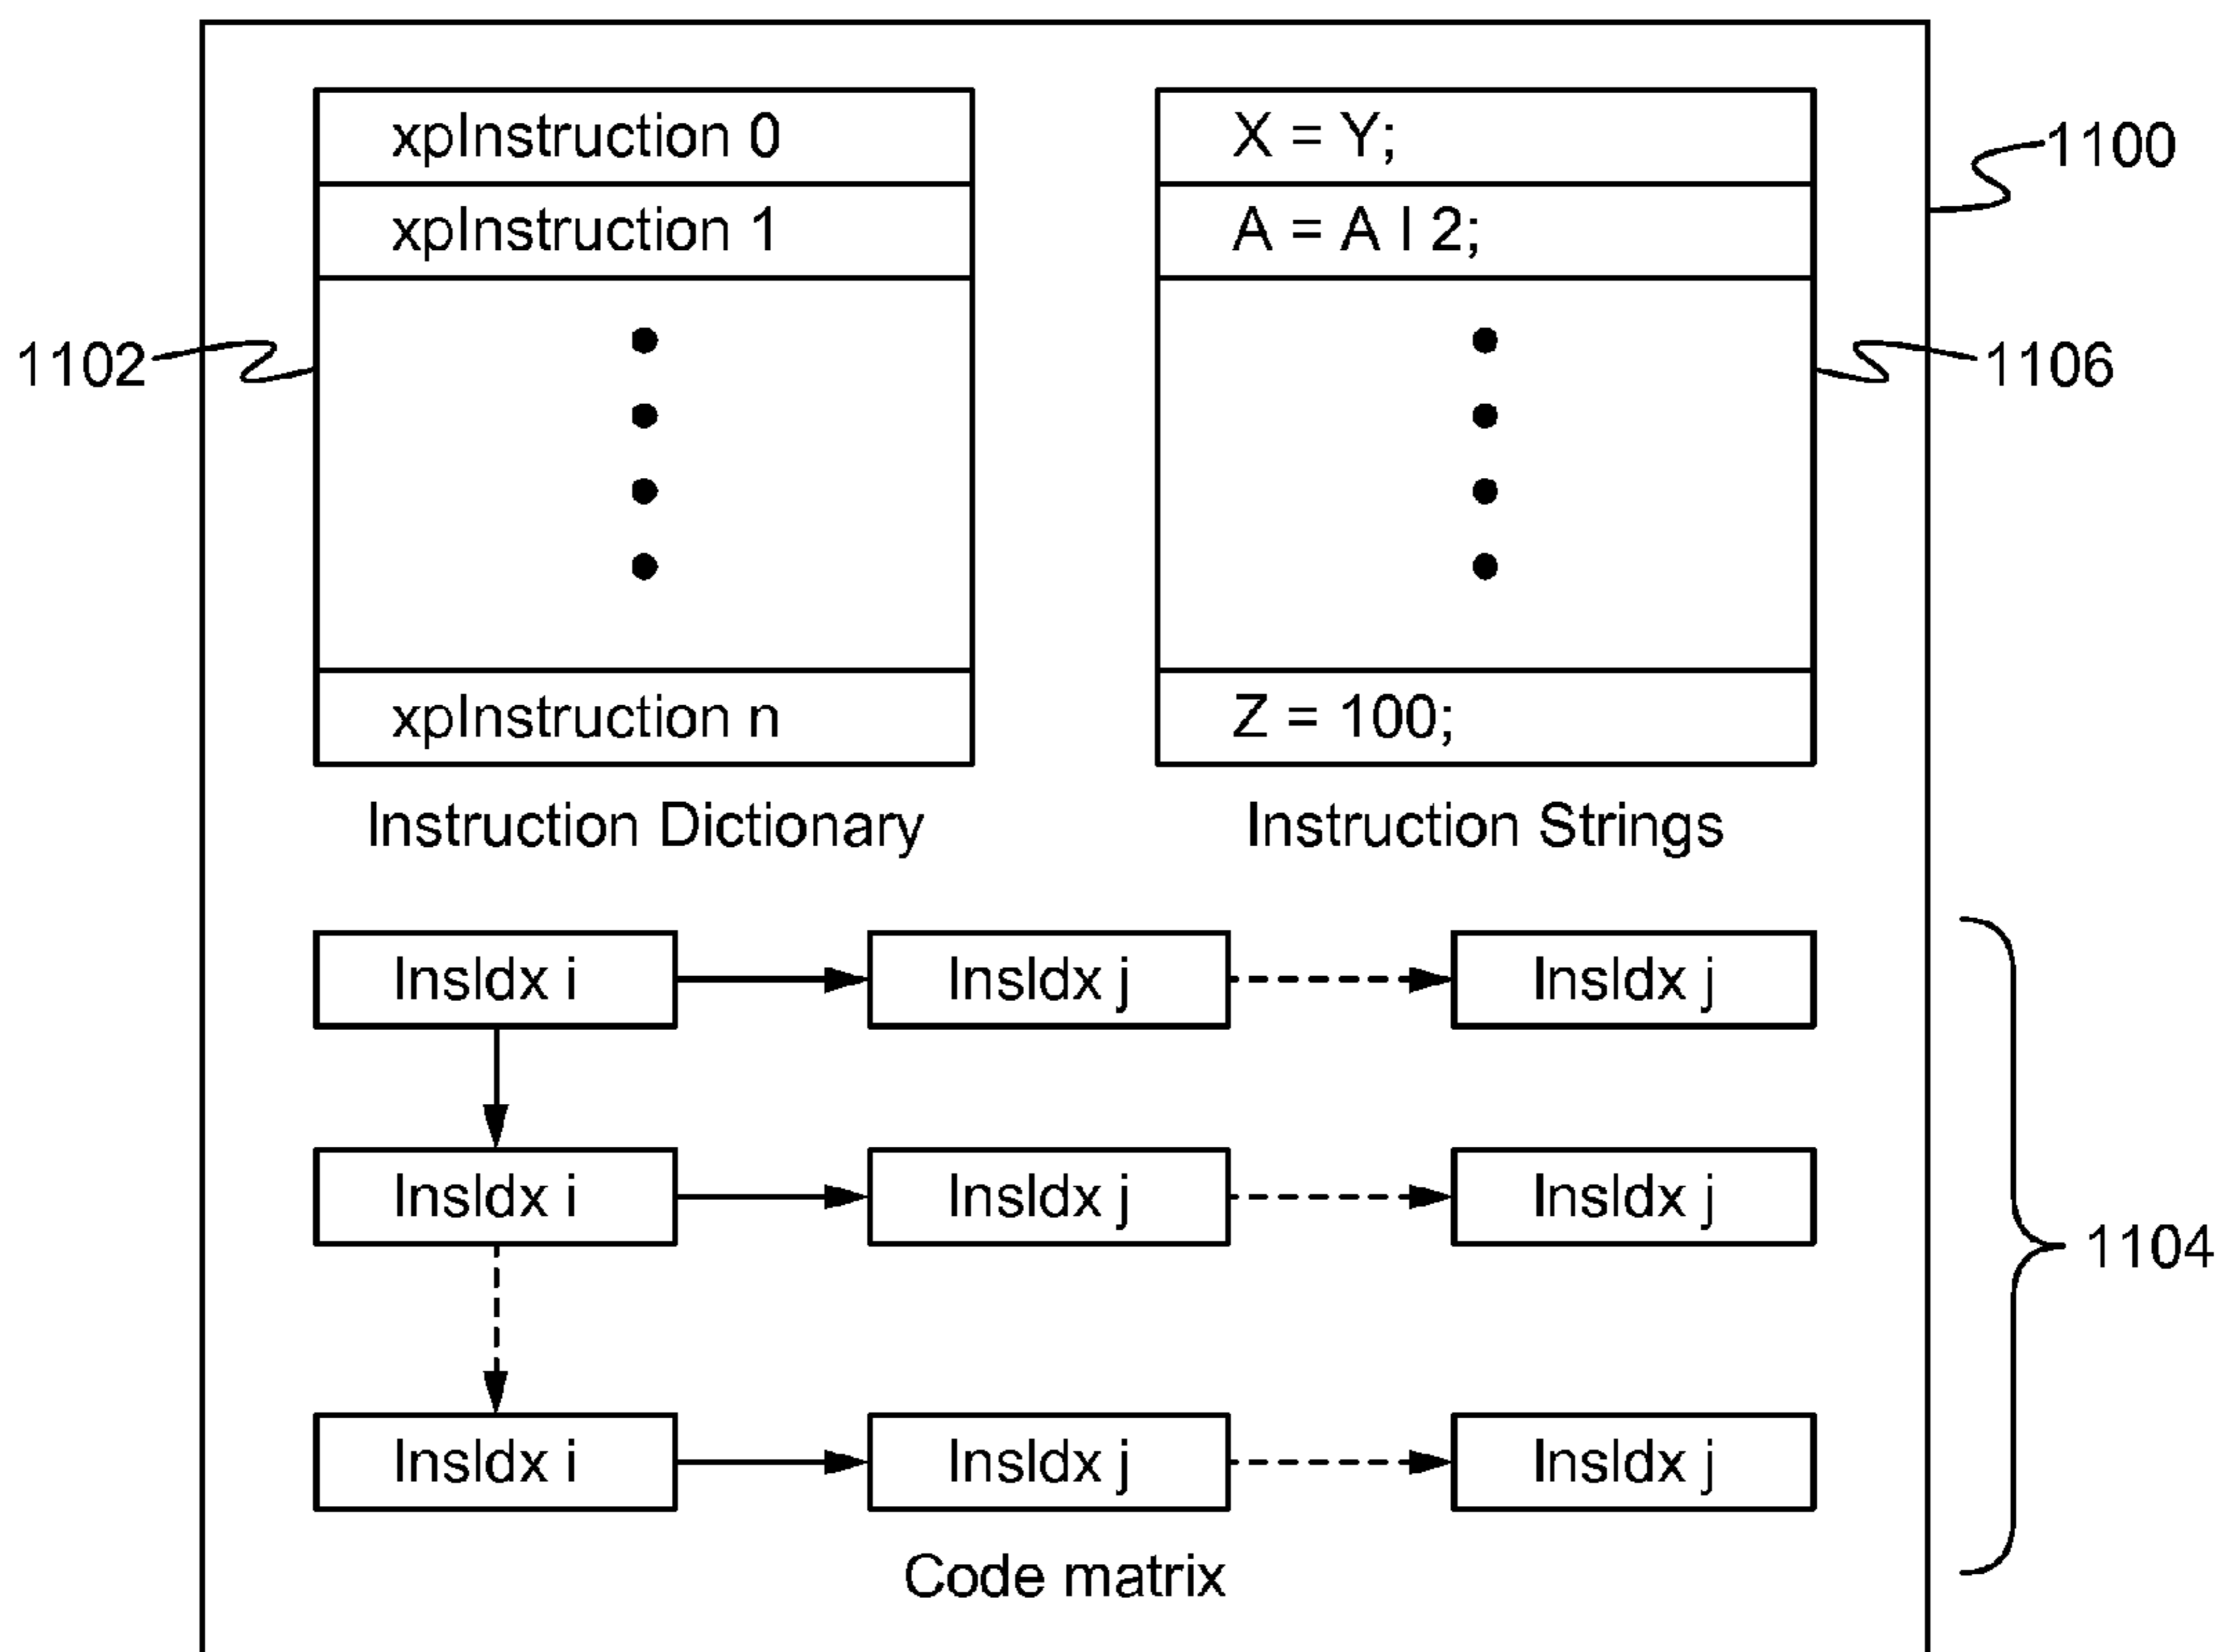 xpInstruction 0
X = Y;
1100
xpInstruction 1
A = A | 2;
1102
1106
xpInstruction n
Z = 100;
Instruction Dictionary
Instruction Strings
InsIdx i
InsIdx j
InsIdx j
InsIdx i
InsIdx j
InsIdx j
1104
InsIdx i
InsIdx j
InsIdx j
Code matrix